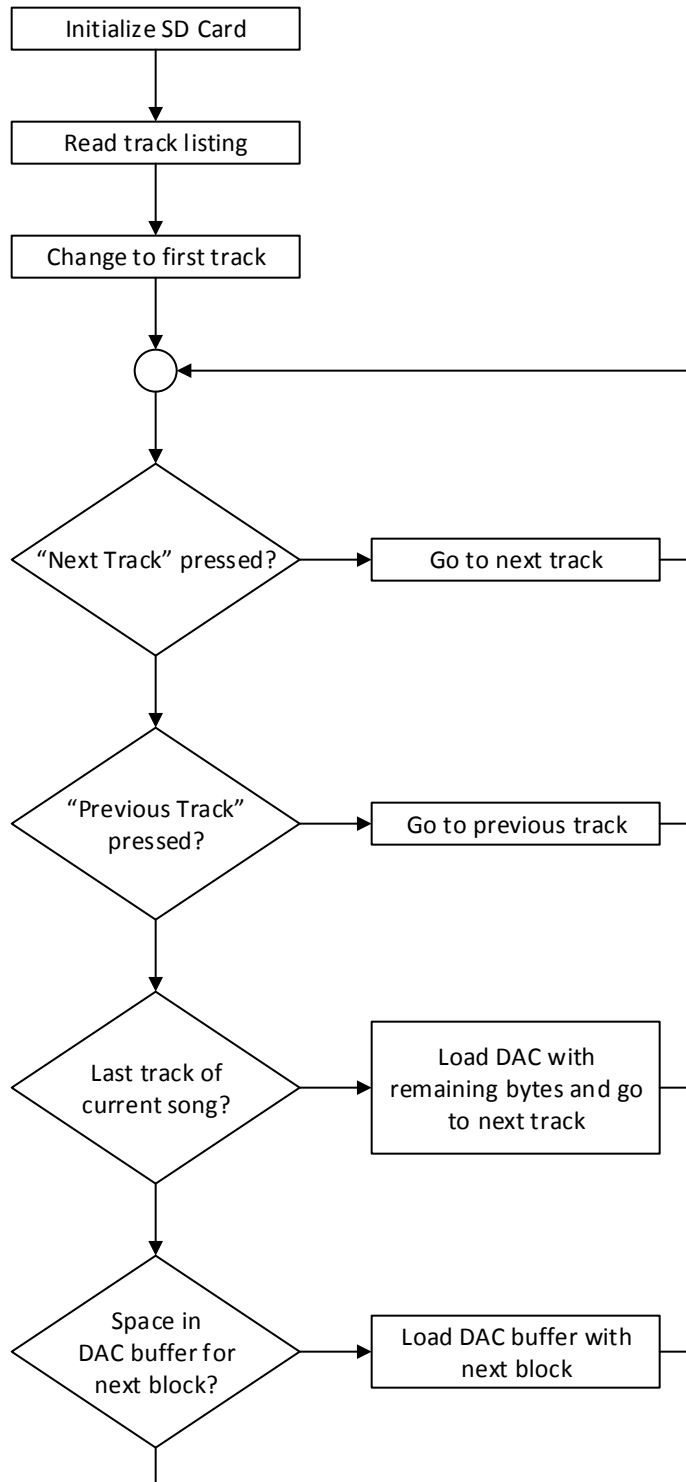 Initialize SD Card
Read track listing
Change to first track
“Next Track” pressed?
Go to next track
“Previous Track”
pressed?
Go to previous track
Last track of
current song?
Load DAC with
remaining bytes and go
to next track
Space in
DAC buffer for
next block?
Load DAC buffer with
next block